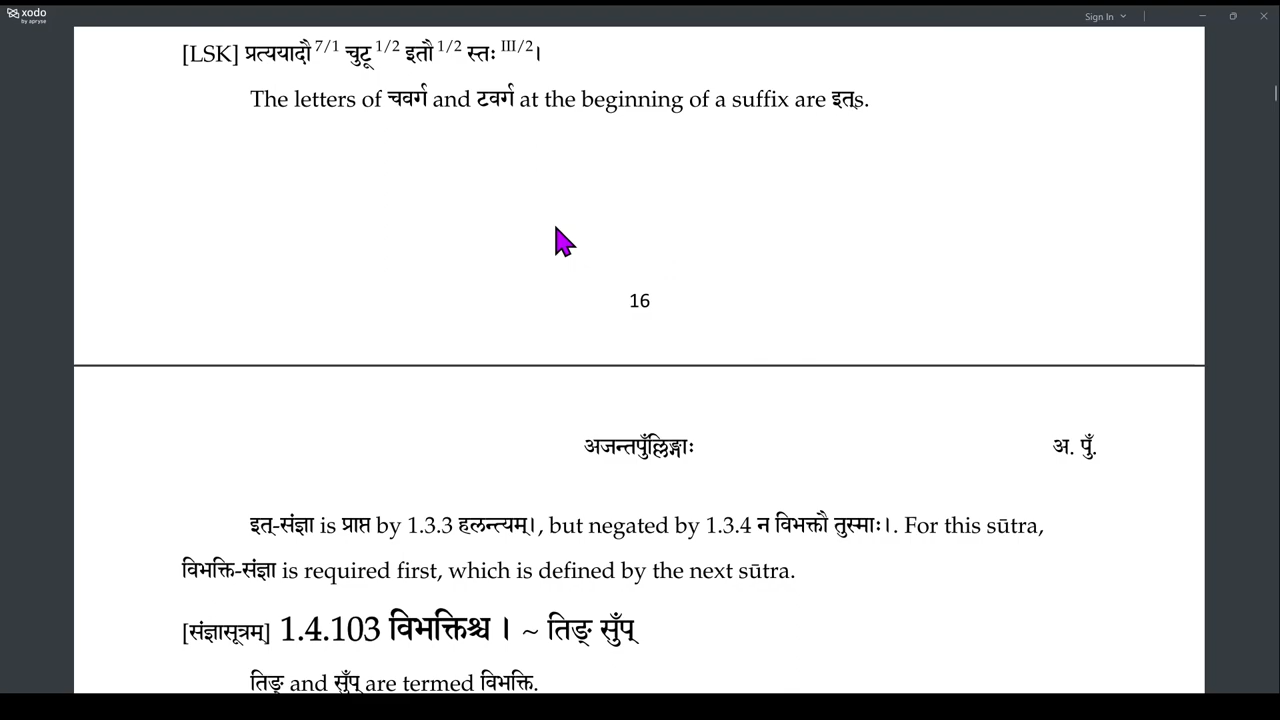 xodo
by apryse
Sign In
[LSK] प्रत्ययादौ 7/1 चुटू 1/2 इतौ 1/2 स्तः III/2।
The letters of चवर्ग and टवर्ग at the beginning of a suffix are इत्s.
16
अजन्तपुँल्लिङ्गाः अ. पुँ.
इत्-संज्ञा is प्राप्त by 1.3.3 हलन्त्यम्।, but negated by 1.3.4 न विभक्तौ तुस्माः।. For this sūtra,
विभक्ति-संज्ञा is required first, which is defined by the next sūtra.
[संज्ञासूत्रम्] 1.4.103 विभक्तिश्च । ~ तिङ् सुँप्
तिङ् and सुँप् are termed विभक्ति.